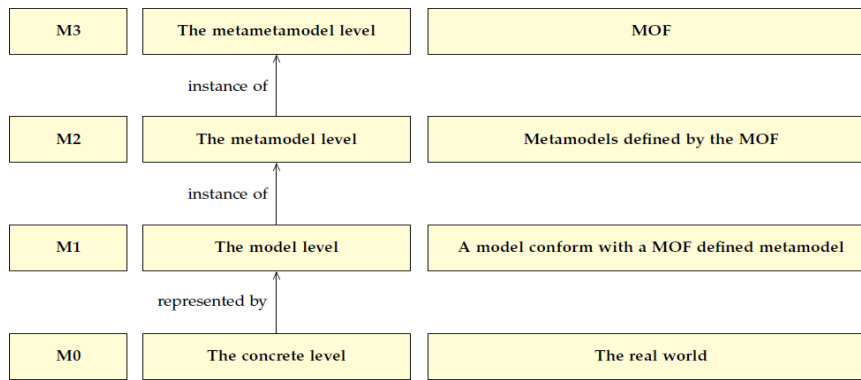 M3 The metametamodel level MOF
instance of
M2 The metamodel level Metamodels defined by the MOF
instance of
M1 The model level A model conform with a MOF defined metamodel
represented by
M0 The concrete level The real world